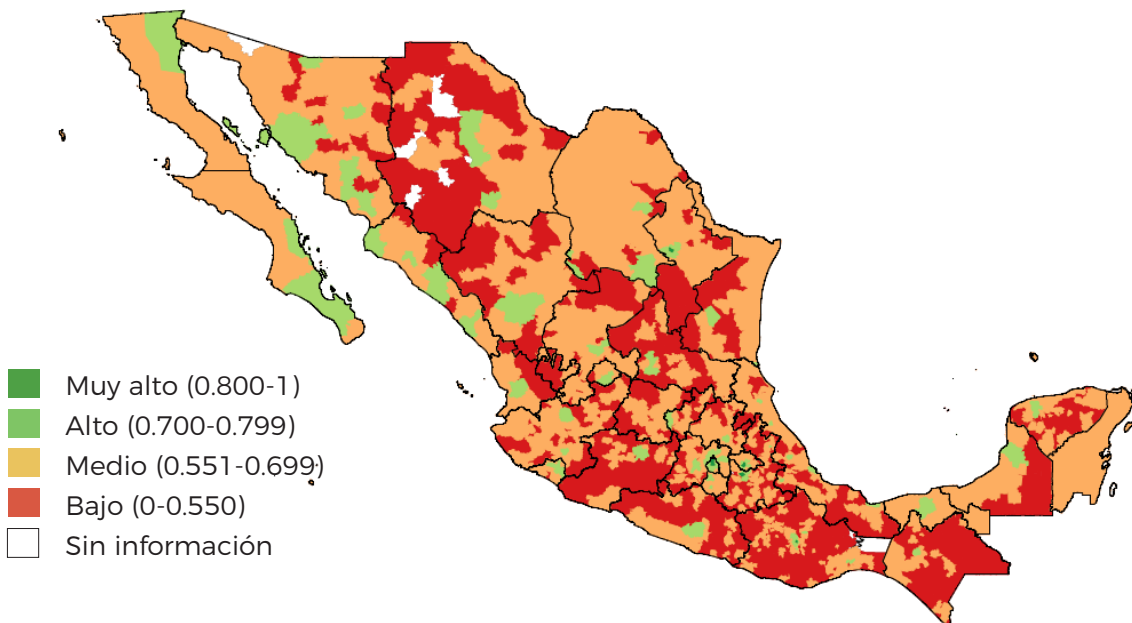 Muy alto (0.800-1)
Alto (0.700-0.799)
Medio (0.551-0.699)
Bajo (0-0.550)
Sin información